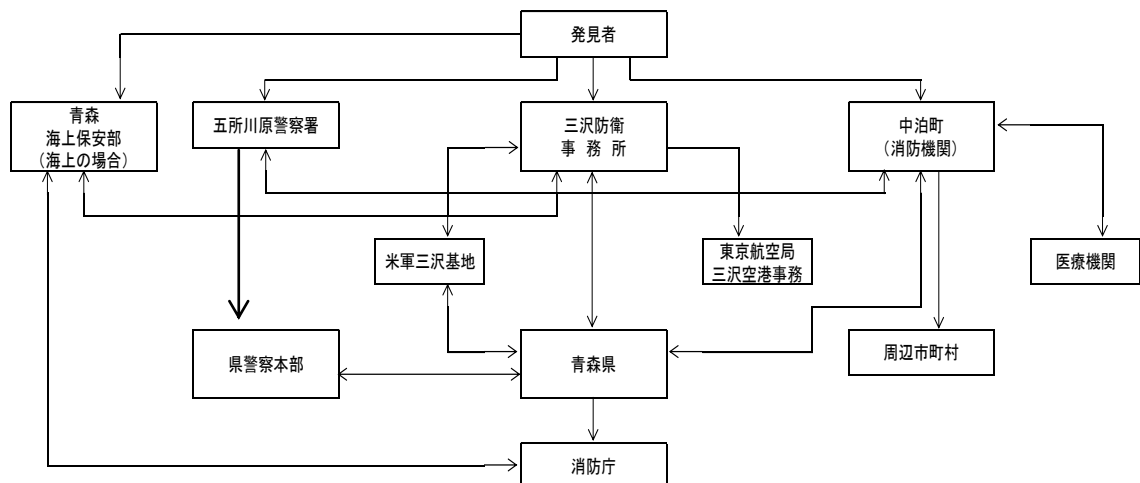 発見者
青森
海上保安部
(海上の場合)
五所川原警察署
三沢防衛
事 務 所
中泊町
(消防機関)
米軍三沢基地
東京航空局
三沢空港事務
医療機関
県警察本部
青森県
周辺市町村
消防庁